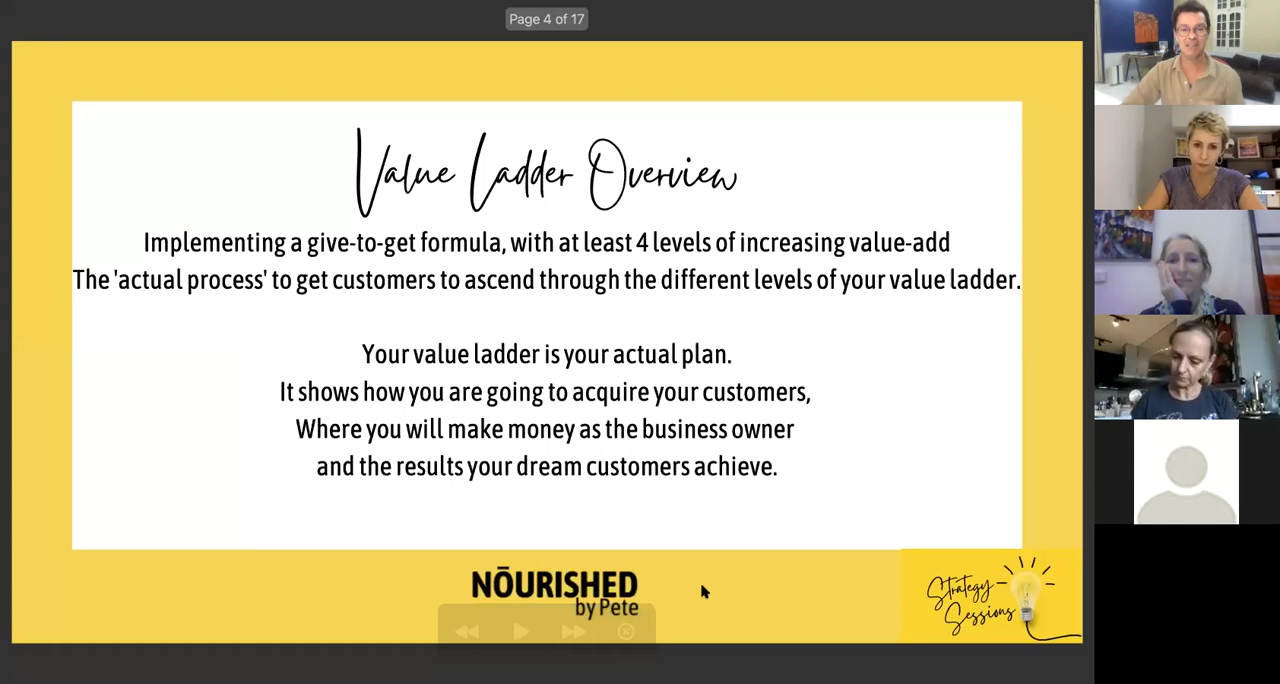 Page 4 of 17
Value Ladder Overview
Implementing a give-to-get formula, with at least 4 levels of increasing value-add
The 'actual process' to get customers to ascend through the different levels of your value ladder.
Your value ladder is your actual plan.
It shows how you are going to acquire your customers,
Where you will make money as the business owner
and the results your dream customers achieve.
NŌURISHED
by Pete
Strategy
Sessions